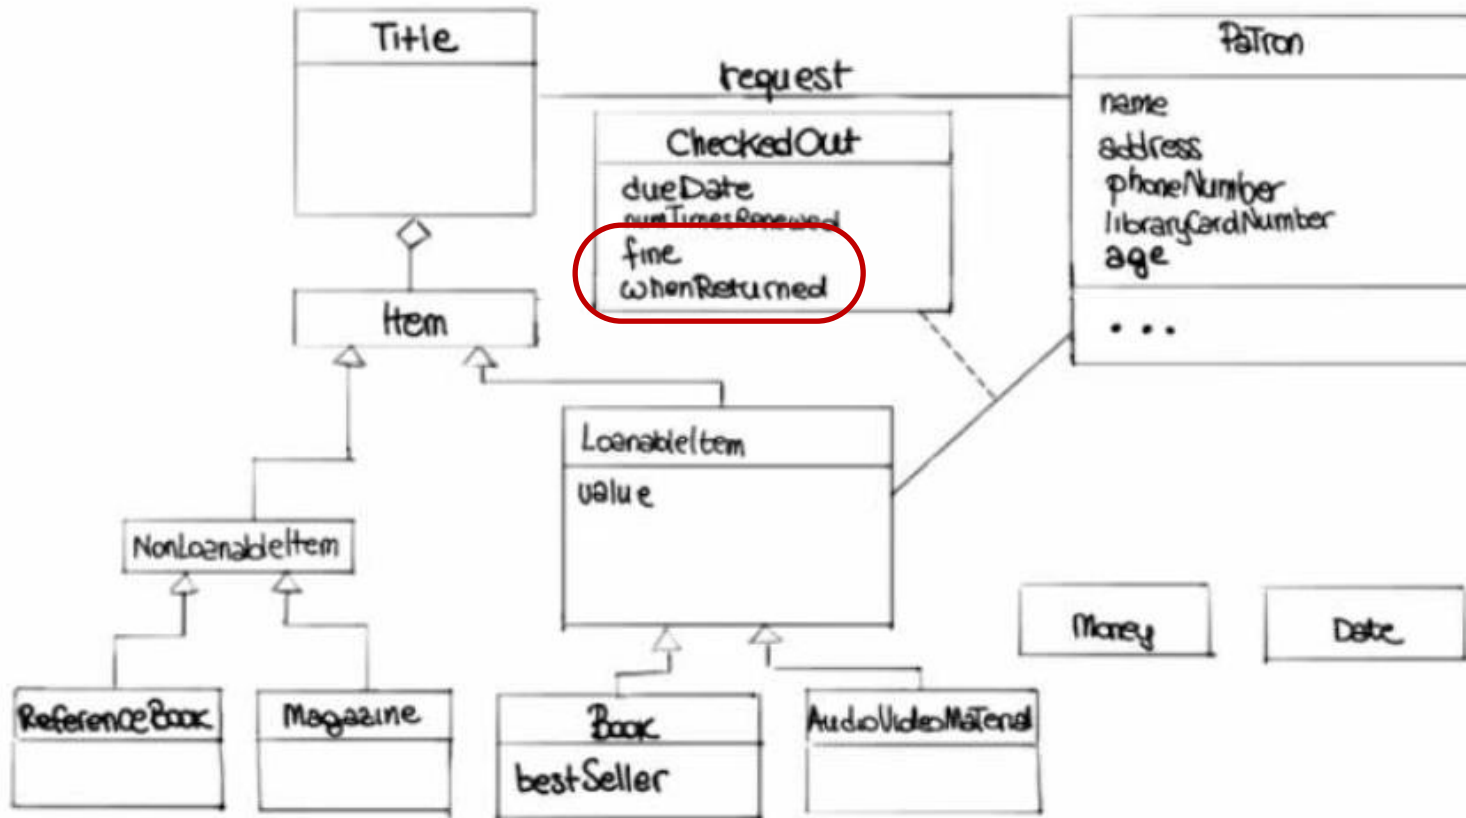 Title
request
Patron
name
address
phoneNumber
libraryCardNumber
age
...
CheckedOut
dueDate
numTimesRenewed
fine
whenReturned
Item
LoanableItem
value
NonLoanableItem
Money
Date
ReferenceBook
Magazine
Book
bestSeller
AudioVideoMaterial